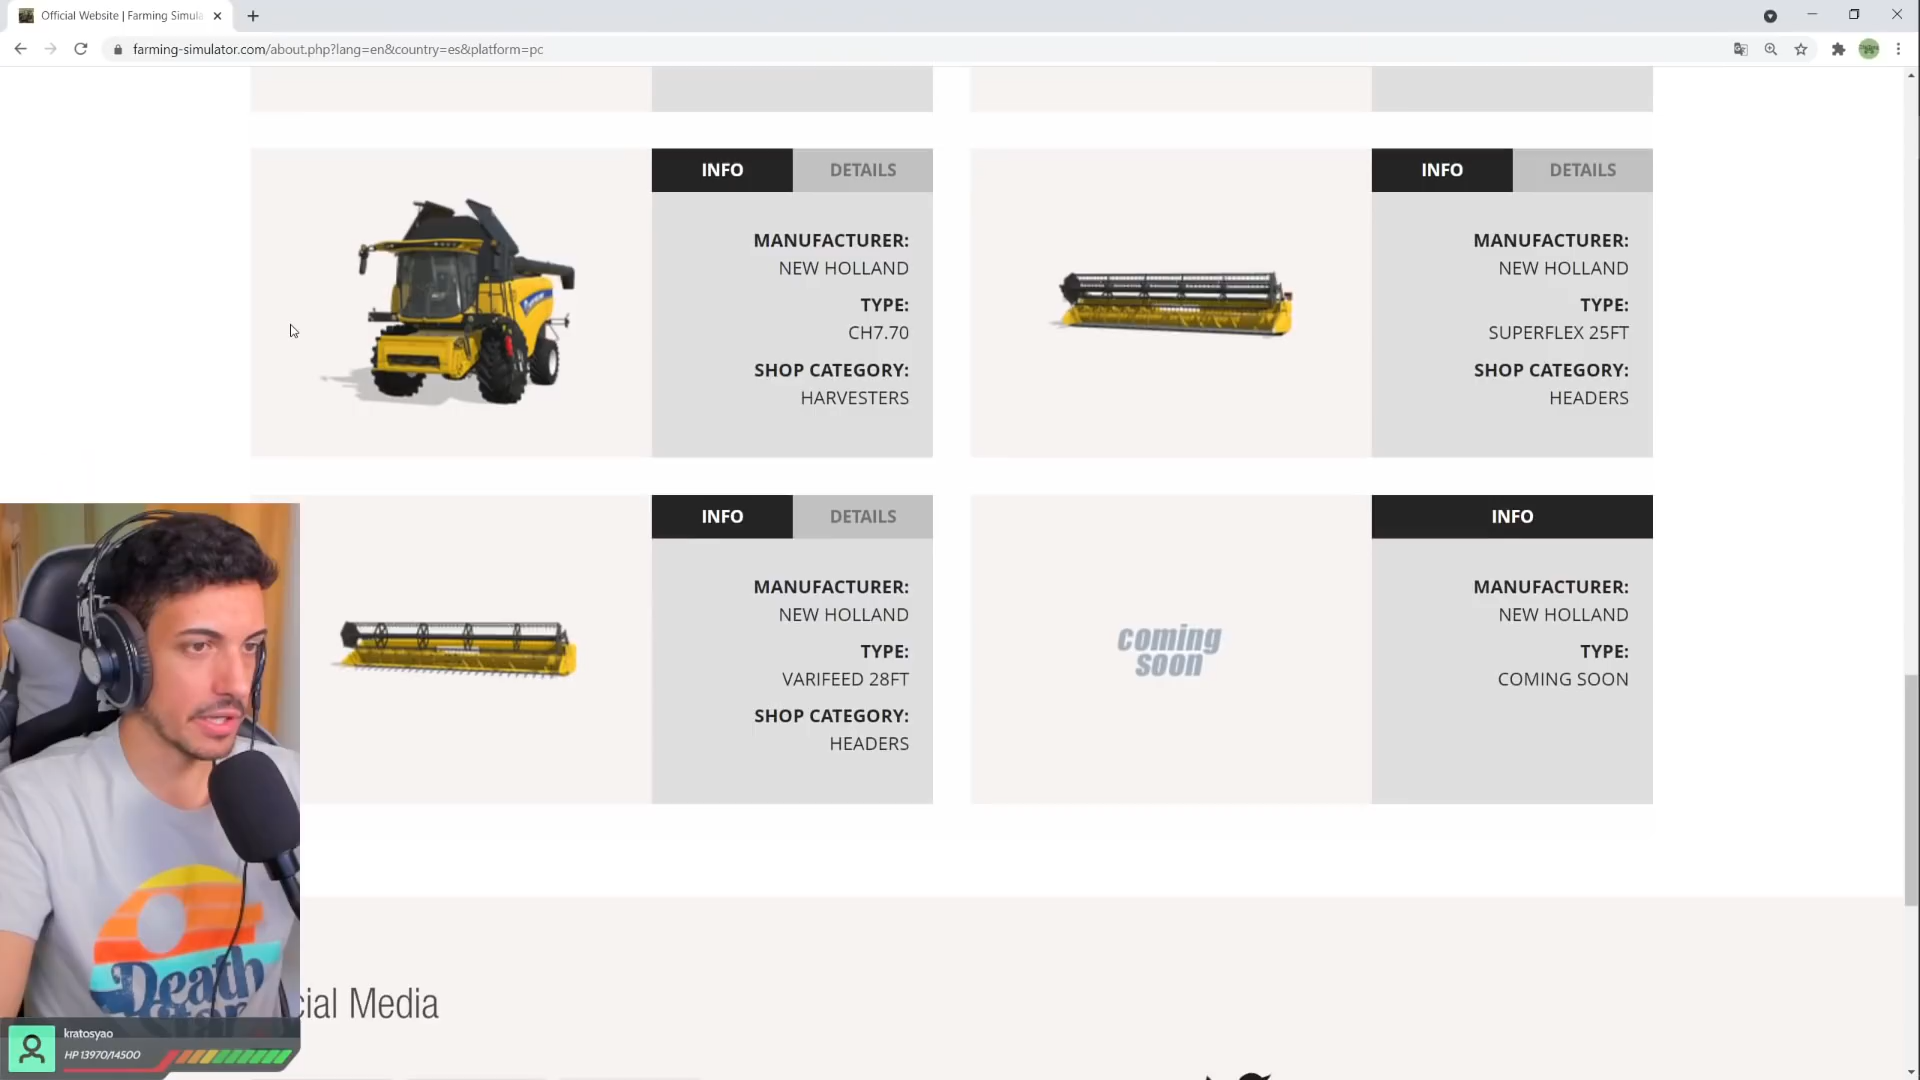 Official Website | Farming Simula
farming-simulator.com/about.php?lang=en&country=es&platform=pc
INFO
DETAILS
MANUFACTURER:
NEW HOLLAND
TYPE:
CH7.70
SHOP CATEGORY:
HARVESTERS
INFO
DETAILS
MANUFACTURER:
NEW HOLLAND
TYPE:
SUPERFLEX 25FT
SHOP CATEGORY:
HEADERS
INFO
DETAILS
MANUFACTURER:
NEW HOLLAND
TYPE:
VARIFEED 28FT
SHOP CATEGORY:
HEADERS
coming
soon
INFO
MANUFACTURER:
NEW HOLLAND
TYPE:
COMING SOON
Death
cial Media
kratosyao
HP 13970/14500